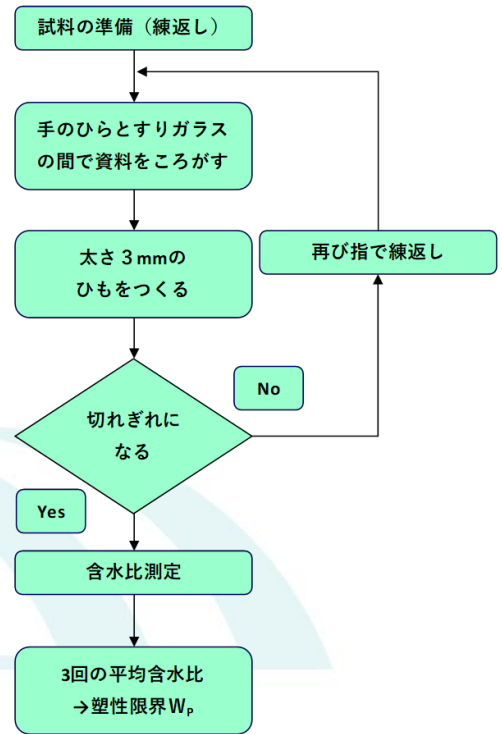 試料の準備（練返し）
手のひらとすりガラス
の間で資料をころがす
太さ３mmの
ひもをつくる
再び指で練返し
No
切れぎれに
なる
Yes
含水比測定
3回の平均含水比
→塑性限界WP